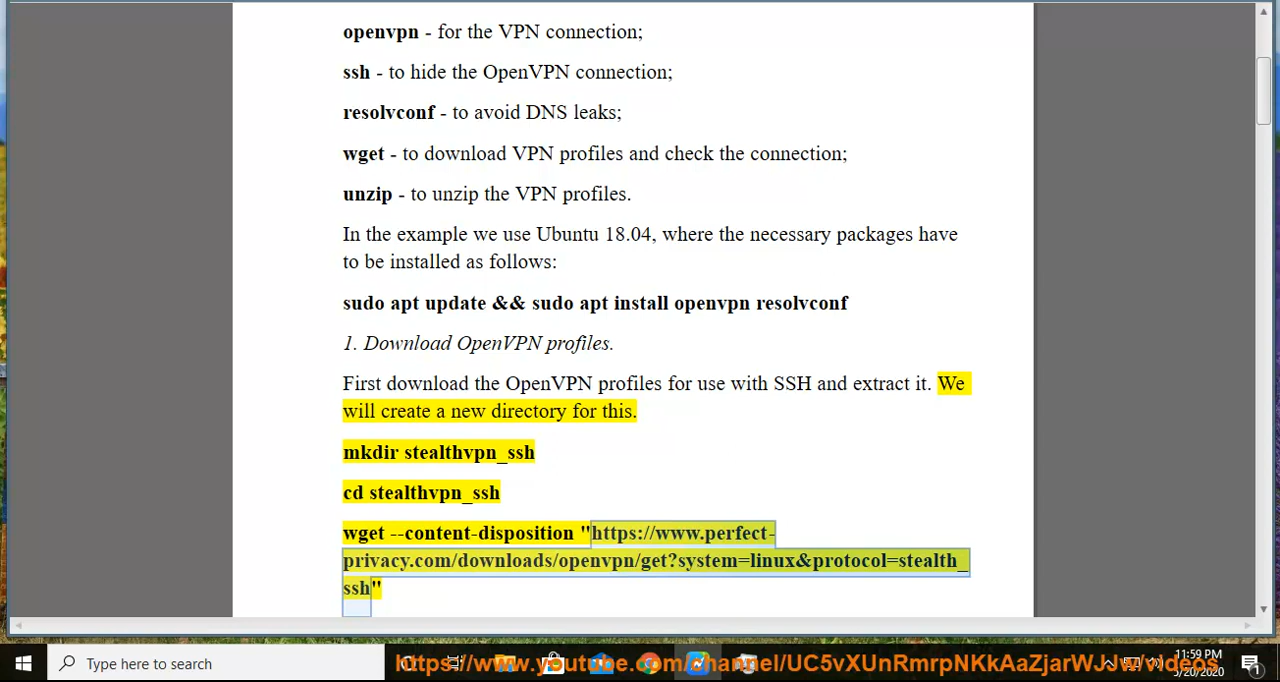 openvpn - for the VPN connection;
ssh - to hide the OpenVPN connection;
resolvconf - to avoid DNS leaks;
wget - to download VPN profiles and check the connection;
unzip - to unzip the VPN profiles.
In the example we use Ubuntu 18.04, where the necessary packages have
to be installed as follows:
sudo apt update && sudo apt install openvpn resolvconf
1. Download OpenVPN profiles.
First download the OpenVPN profiles for use with SSH and extract it. We
will create a new directory for this.
mkdir stealthvpn_ssh
cd stealthvpn_ssh
wget --content-disposition "https://www.perfect-
privacy.com/downloads/openvpn/get?system=linux&protocol=stealth_
ssh"
Type here to search
https://www.youtube.com/channel/UC5vXUnRmrpNKkAaZjarWJJw/videos
11:59 PM
5/20/2020
1